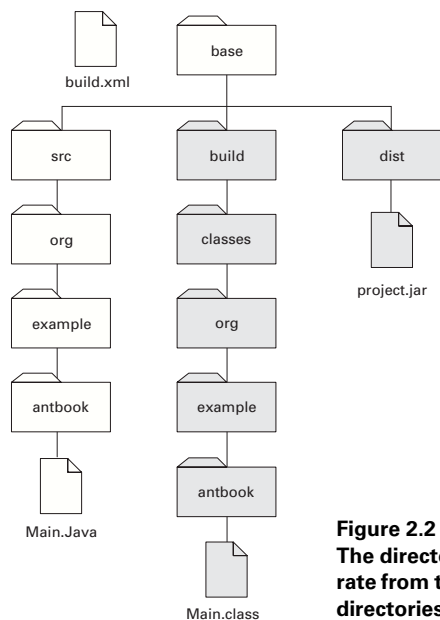 build.xml
base
src
build
dist
org
classes
project.jar
example
org
antbook
example
Main.Java
antbook
Main.class
Figure 2.2
The
rate from
directories